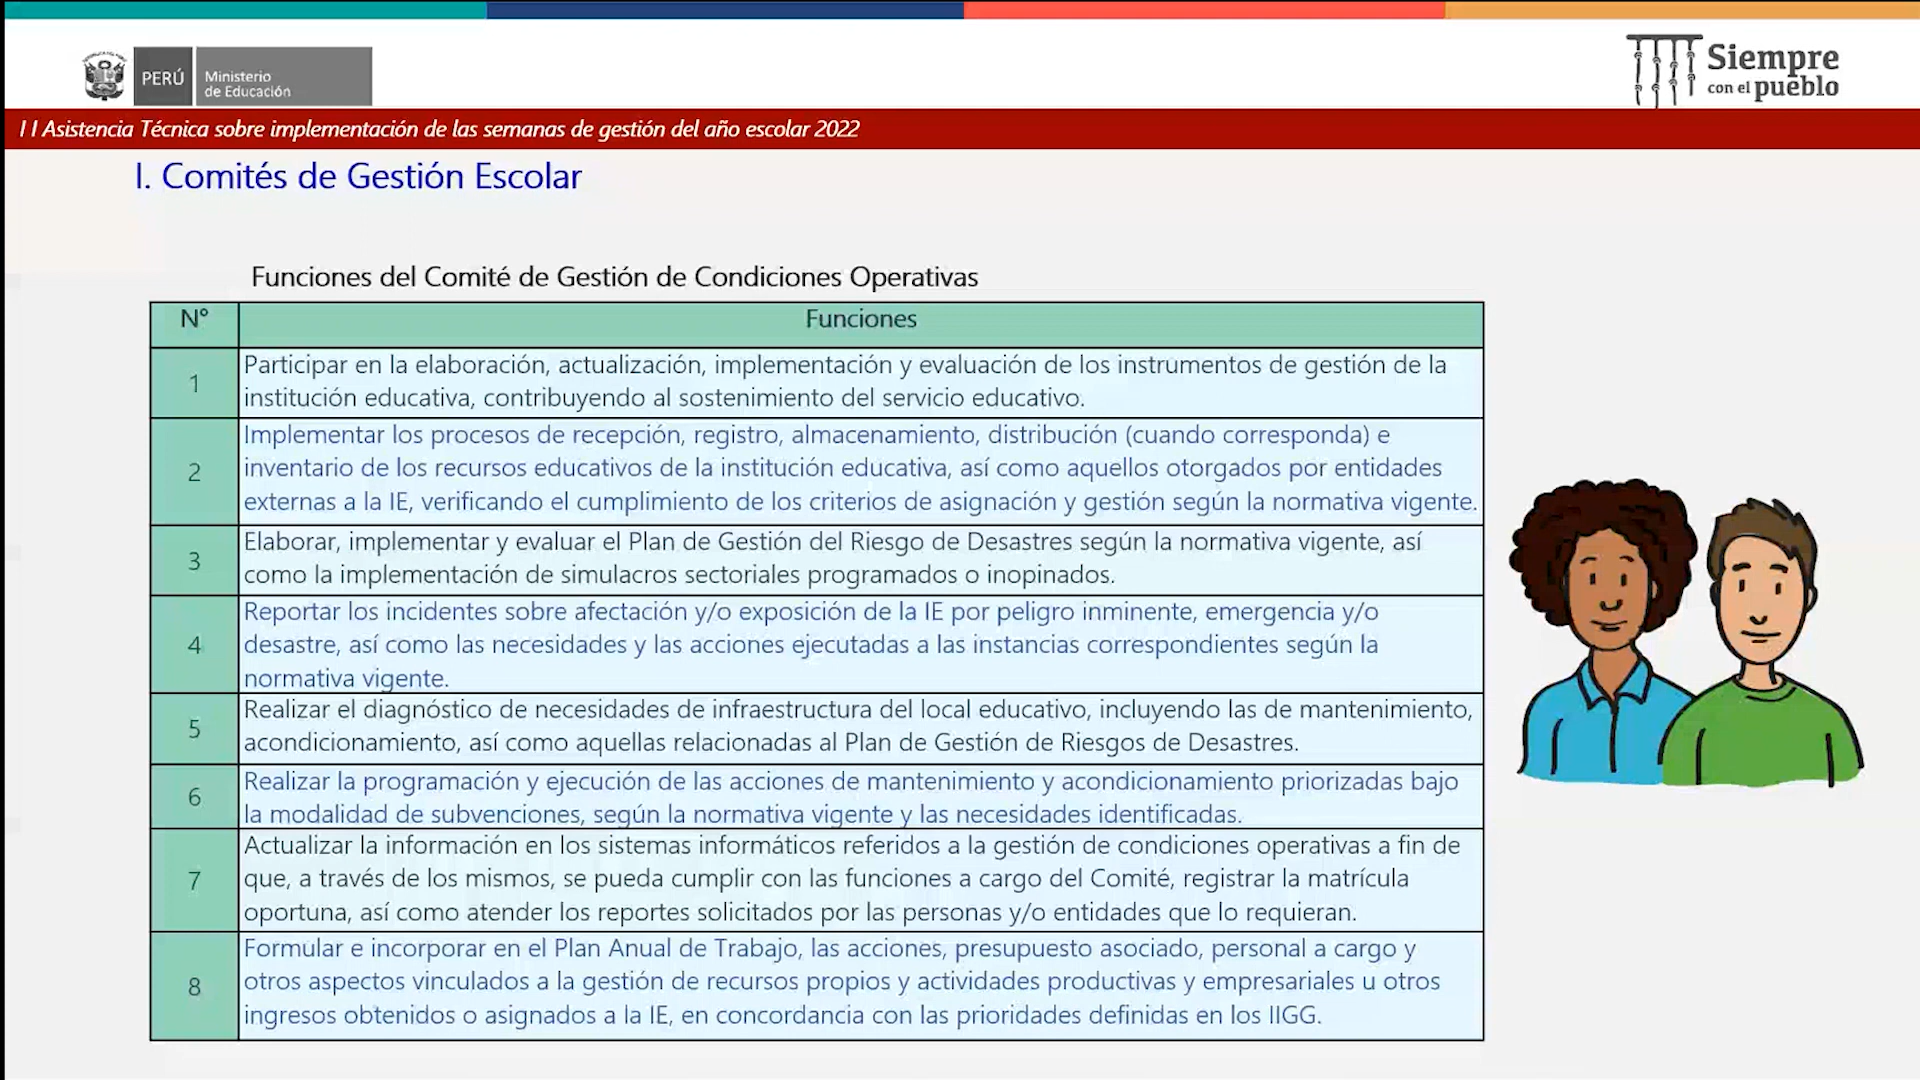 PERÚ
Ministerio
de Educación
Siempre
con el pueblo
I I Asistencia Técnica sobre implementación de las semanas de gestión del año escolar 2022
I. Comités de Gestión Escolar
Funciones del Comité de Gestión de Condiciones Operativas
N° Funciones
1 Participar en la elaboración, actualización, implementación y evaluación de los instrumentos de gestión de la
institución educativa, contribuyendo al sostenimiento del servicio educativo.
2 Implementar los procesos de recepción, registro, almacenamiento, distribución (cuando corresponda) e
inventario de los recursos educativos de la institución educativa, así como aquellos otorgados por entidades
externas a la IE, verificando el cumplimiento de los criterios de asignación y gestión según la normativa vigente.
3 Elaborar, implementar y evaluar el Plan de Gestión del Riesgo de Desastres según la normativa vigente, así
como la implementación de simulacros sectoriales programados o inopinados.
4 Reportar los incidentes sobre afectación y/o exposición de la IE por peligro inminente, emergencia y/o
desastre, así como las necesidades y las acciones ejecutadas a las instancias correspondientes según la
normativa vigente.
5 Realizar el diagnóstico de necesidades de infraestructura del local educativo, incluyendo las de mantenimiento,
acondicionamiento, así como aquellas relacionadas al Plan de Gestión de Riesgos de Desastres.
6 Realizar la programación y ejecución de las acciones de mantenimiento y acondicionamiento priorizadas bajo
la modalidad de subvenciones, según la normativa vigente y las necesidades identificadas.
7 Actualizar la información en los sistemas informáticos referidos a la gestión de condiciones operativas a fin de
que, a través de los mismos, se pueda cumplir con las funciones a cargo del Comité, registrar la matrícula
oportuna, así como atender los reportes solicitados por las personas y/o entidades que lo requieran.
8 Formular e incorporar en el Plan Anual de Trabajo, las acciones, presupuesto asociado, personal a cargo y
otros aspectos vinculados a la gestión de recursos propios y actividades productivas y empresariales u otros
ingresos obtenidos o asignados a la IE, en concordancia con las prioridades definidas en los IIGG.